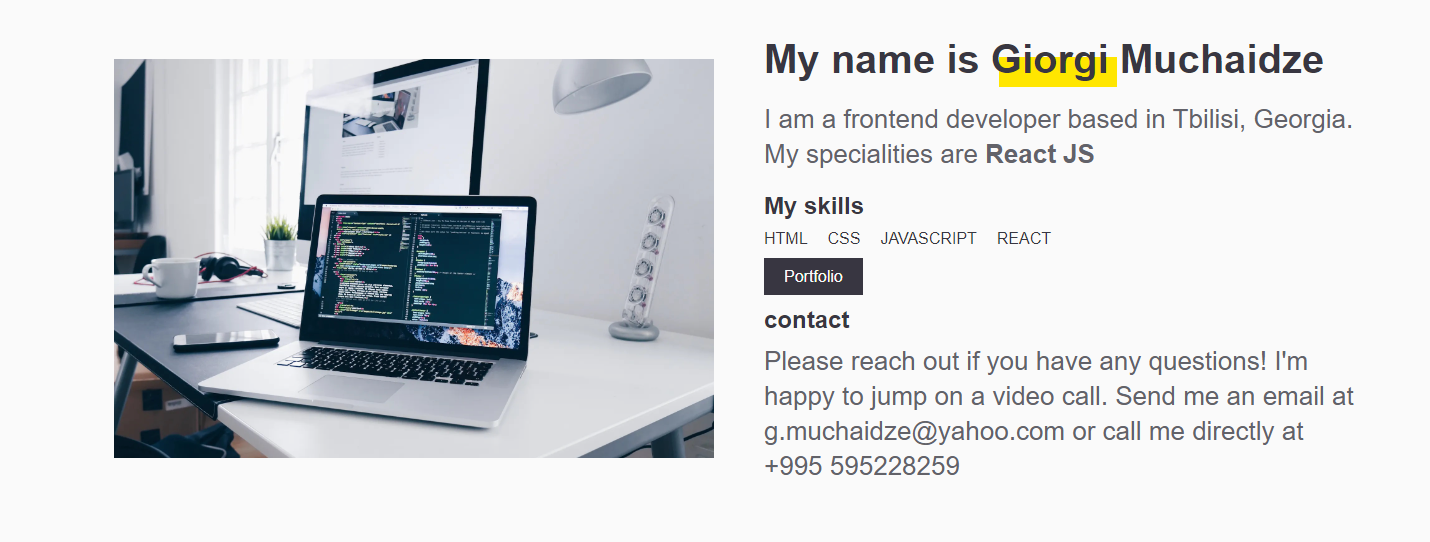 My name is Giorgi Muchaidze
I am a frontend developer based in Tbilisi, Georgia.
My specialities are React JS
My skills
HTML CSS JAVASCRIPT REACT
Portfolio
contact
Please reach out if you have any questions! I'm
happy to jump on a video call. Send me an email at
g.muchaidze@yahoo.com or call me directly at
+995 595228259